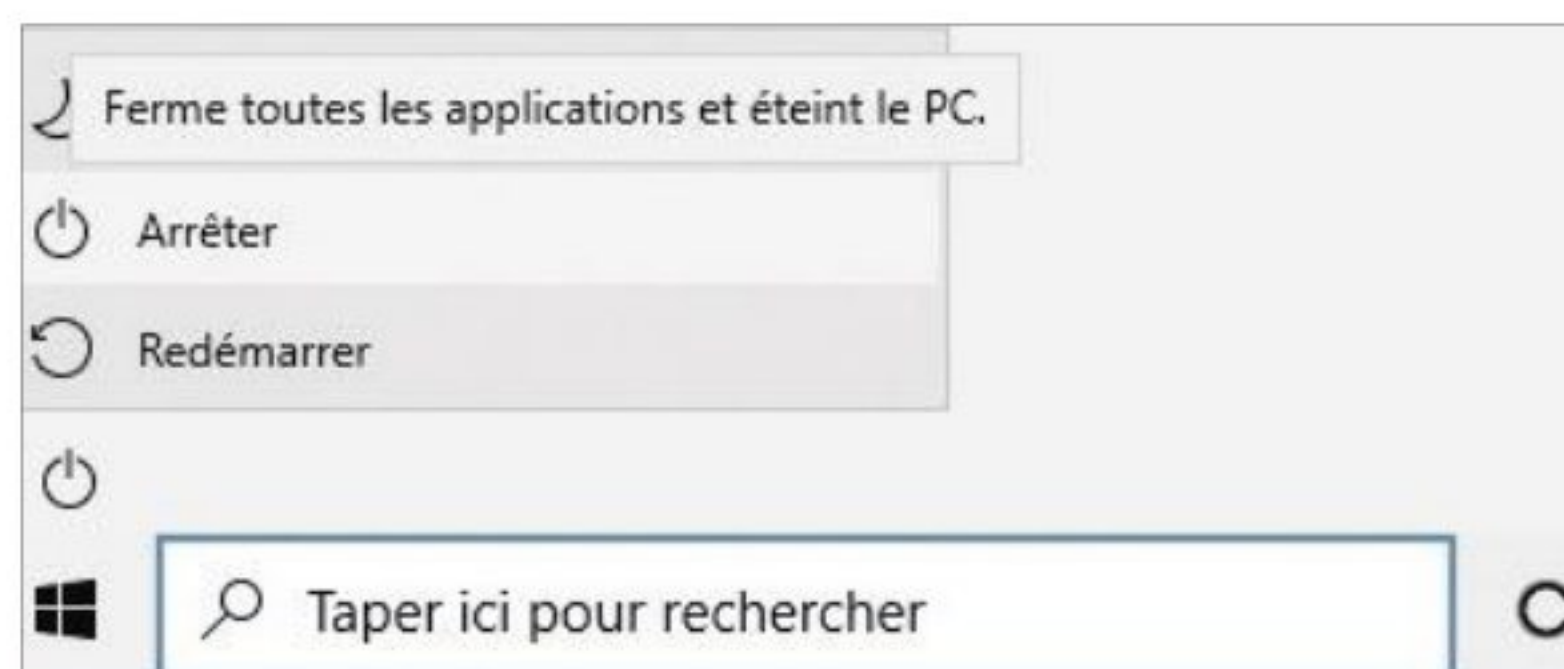 Ferme toutes les applications et éteint le PC.
Arrêter
Redémarrer
Taper ici pour rechercher